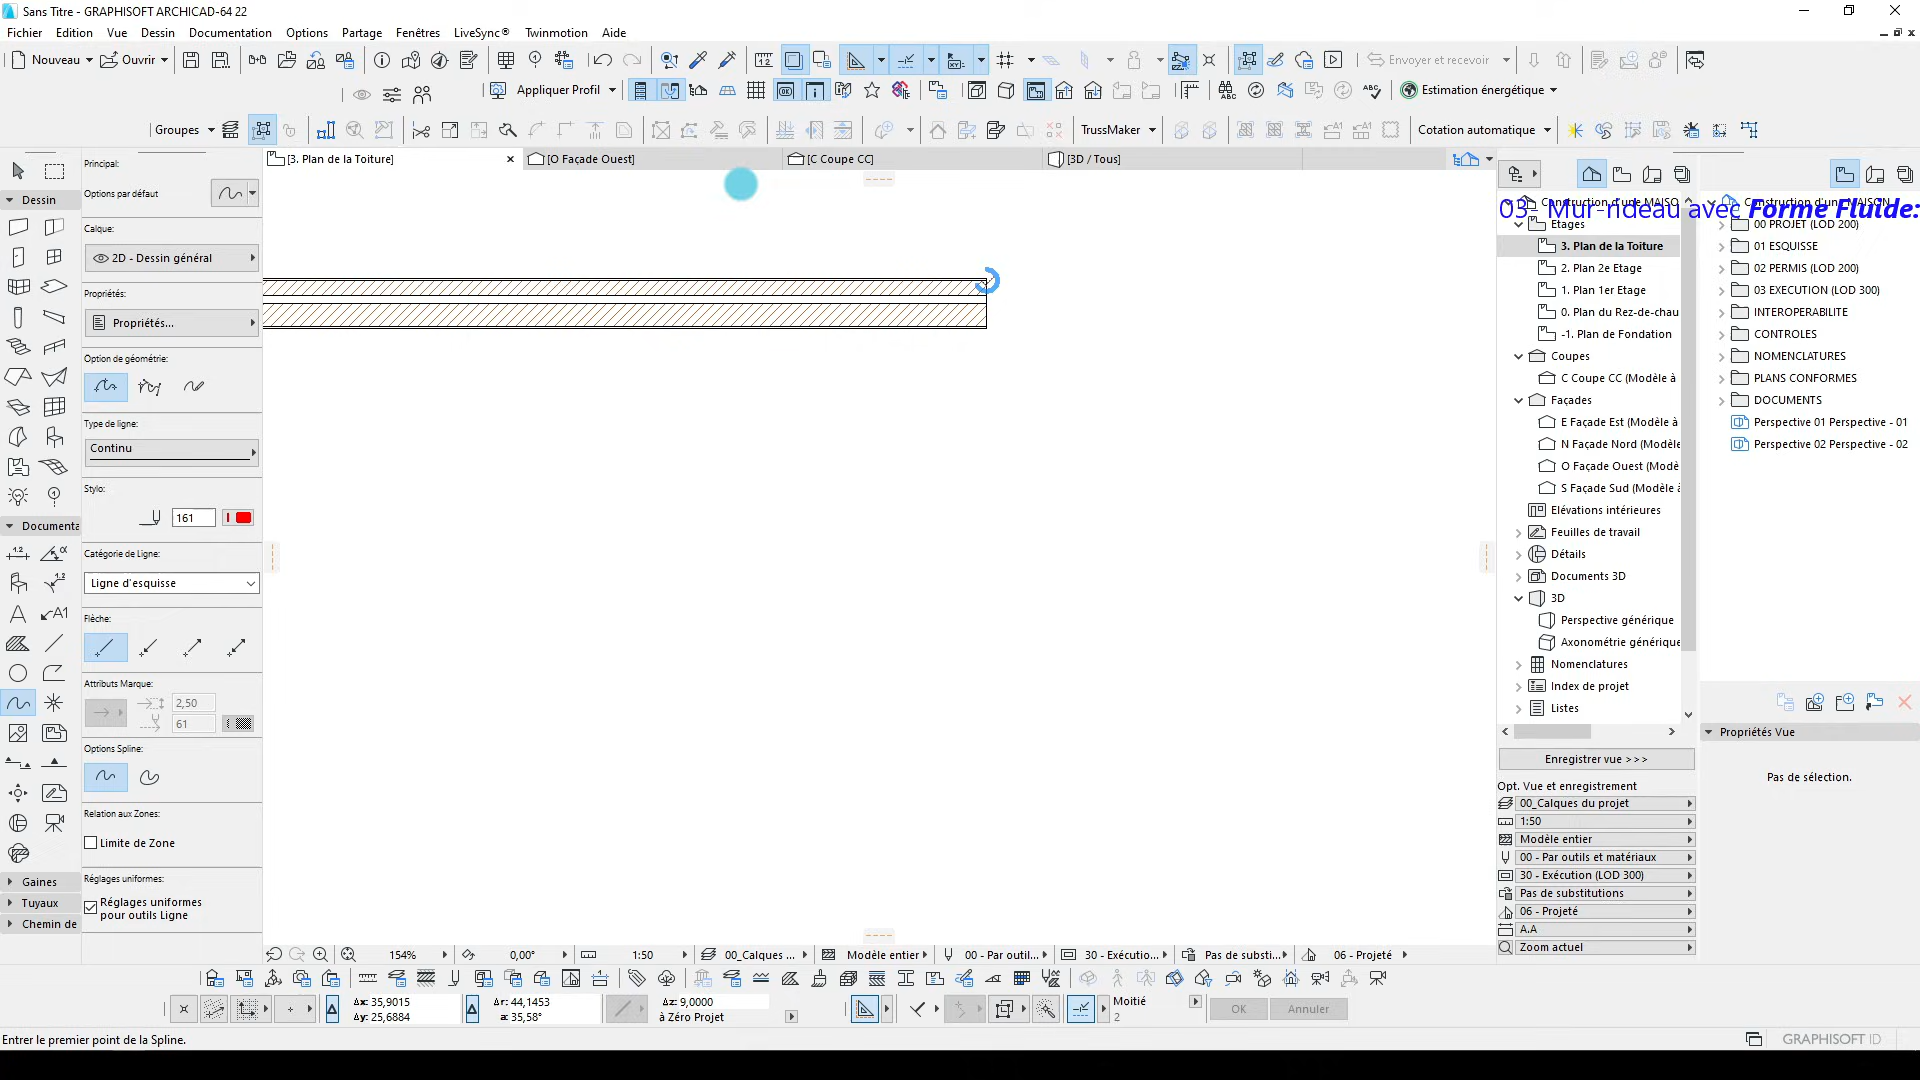 Sans Titre - GRAPHISOFT ARCHICAD-64 22
Fichier Edition Vue Dessin Documentation Options Partage Fenêtres LiveSync® Twinmotion Aide
Nouveau Ouvrir Envoyer et recevoir
Appliquer Profil Estimation énergétique
Groupes TrussMaker Cotation automatique
[3. Plan de la Toiture] [O Façade Ouest] [C Coupe CC] [3D / Tous]
Principal:
Options par défaut
Calque:
2D - Dessin général
Propriétés:
Propriétés...
Option de géométrie:
Type de ligne:
Continu
Stylo:
161
Catégorie de Ligne:
Ligne d'esquisse
Flèche:
Attributs Marque:
2,50
61
Options Spline:
Relation aux Zones:
Limite de Zone
Réglages uniformes:
Réglages uniformes
pour outils Ligne
Dessin
Documenta
Gaines
Tuyaux
Chemin de
03- Mur-rideau avec Forme Fluide:
Construction d'une MAISO
Etages
3. Plan de la Toiture
2. Plan 2e Etage
1. Plan 1er Etage
0. Plan du Rez-de-chau
-1. Plan de Fondation
Coupes
C Coupe CC (Modèle à
Façades
E Façade Est (Modèle à
N Façade Nord (Modèle
O Façade Ouest (Modè
S Façade Sud (Modèle à
Elévations intérieures
Feuilles de travail
Détails
Documents 3D
3D
Perspective générique
Axonométrie générique
Nomenclatures
Index de projet
Listes
Enregistrer vue >>>
Opt. Vue et enregistrement
00_Calques du projet
1:50
Modèle entier
00 - Par outils et matériaux
30 - Exécution (LOD 300)
Pas de substitutions
06 - Projeté
A.A
Zoom actuel
Construction d'une MAISON
00 PROJET (LOD 200)
01 ESQUISSE
02 PERMIS (LOD 200)
03 EXECUTION (LOD 300)
INTEROPERABILITE
CONTROLES
NOMENCLATURES
PLANS CONFORMES
DOCUMENTS
Perspective 01 Perspective - 01
Perspective 02 Perspective - 02
Propriétés Vue
Pas de sélection.
154% 0,00° 1:50 00_Calques ... Modèle entier 00 - Par outil... 30 - Exécutio... Pas de substi... 06 - Projeté
Δx: 35,9015 Δr: 44,1453 Δz: 9,0000 Moitié
Δy: 25,6884 a: 35,58° à Zéro Projet 2
OK Annuler
Entrer le premier point de la Spline.
GRAPHISOFT ID